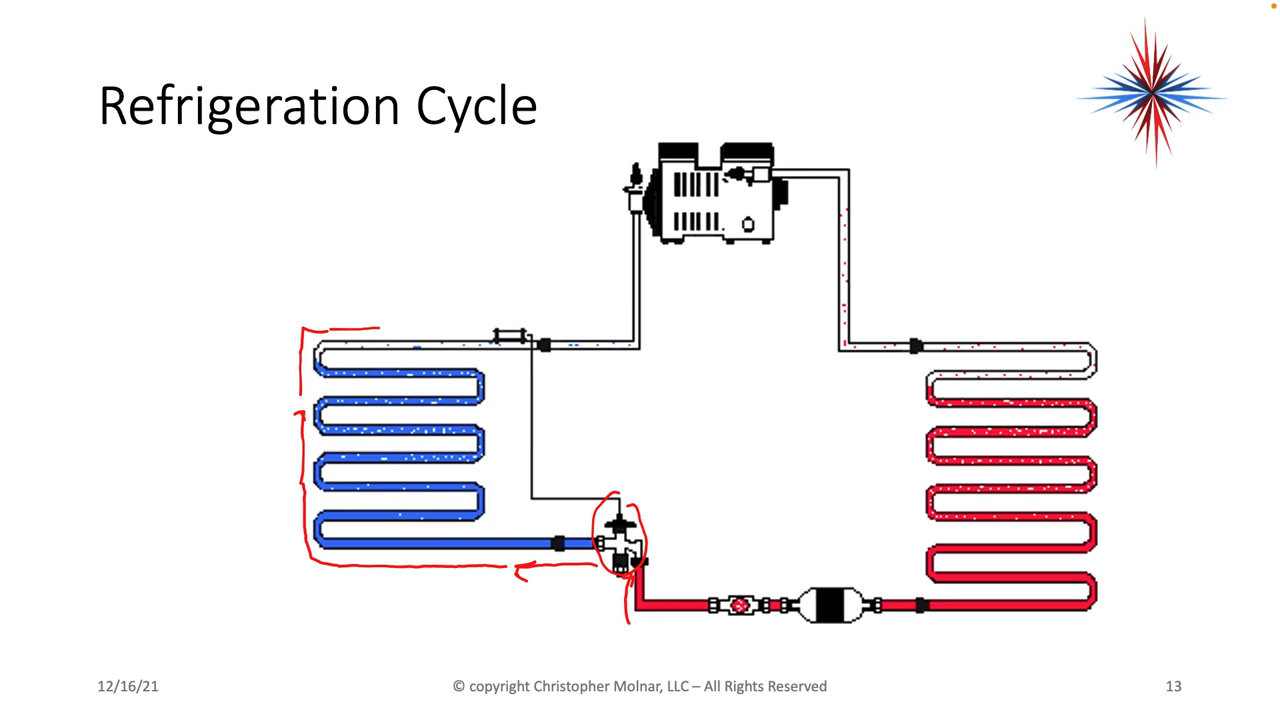 Refrigeration Cycle
12/16/21
© copyright Christopher Molnar, LLC – All Rights Reserved
13